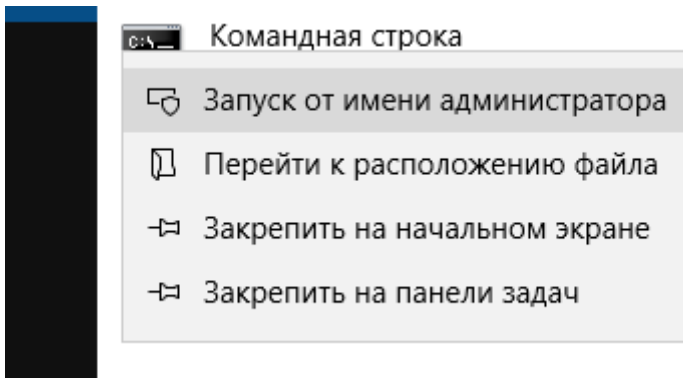 C:\_
Командная строка
Запуск от имени администратора
Перейти к расположению файла
Закрепить на начальном экране
Закрепить на панели задач